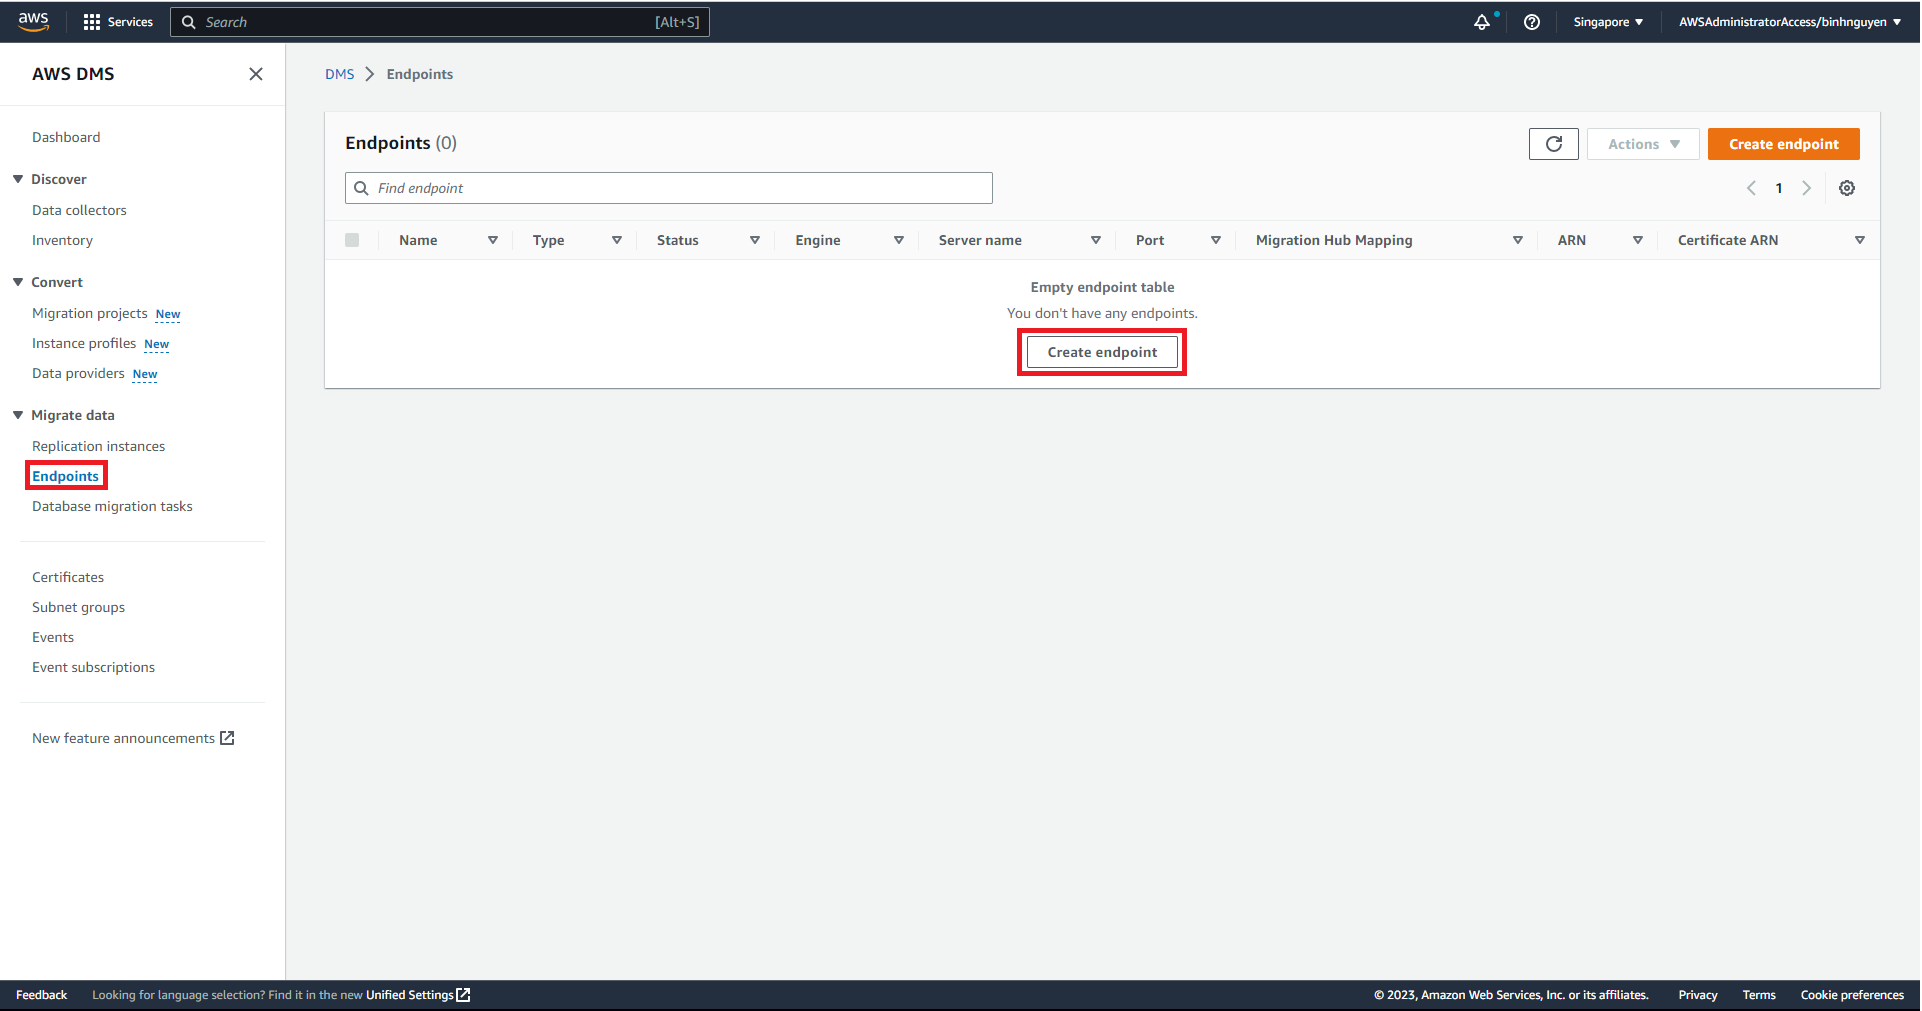 aws
Services
Search [Alt+S]
Singapore
AWSAdministratorAccess/binhnguyen
AWS DMS
Dashboard
Discover
Data collectors
Inventory
Convert
Migration projects New
Instance profiles New
Data providers New
Migrate data
Replication instances
Endpoints
Database migration tasks
Certificates
Subnet groups
Events
Event subscriptions
New feature announcements
DMS Endpoints
Endpoints (0)
Actions
Create endpoint
Find endpoint
1
Name Type Status Engine Server name Port Migration Hub Mapping ARN Certificate ARN
Empty endpoint table
You don't have any endpoints.
Create endpoint
Feedback
Looking for language selection? Find it in the new Unified Settings
© 2023, Amazon Web Services, Inc. or its affiliates.
Privacy
Terms
Cookie preferences